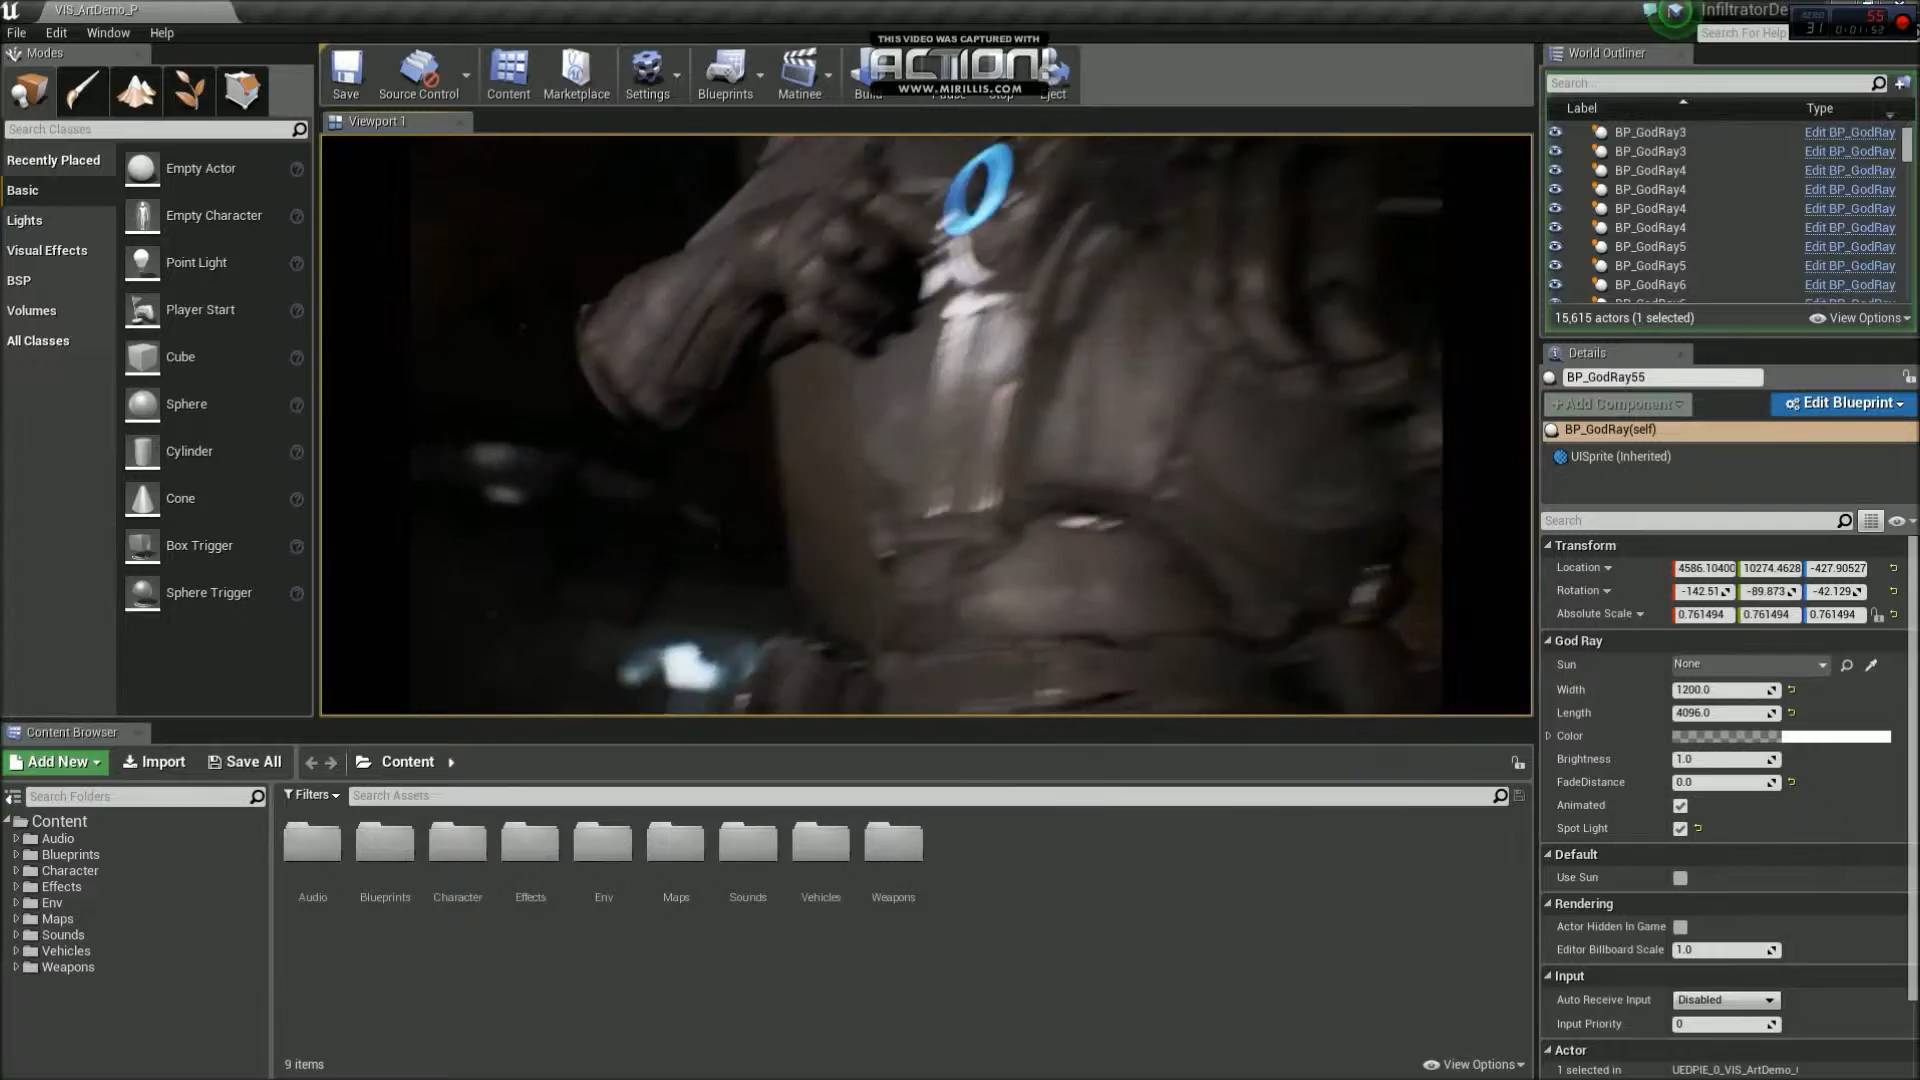 VIS_ArtDemo_P
InfiltratorDe
File Edit Window Help
Search For Help
31 55 0:01:52
THIS VIDEO WAS CAPTURED WITH
ACTION!
WWW.MIRILLIS.COM
Modes
Save Source Control Content Marketplace Settings Blueprints Matinee Build Stop Eject
Viewport 1
Search Classes
Recently Placed
Basic
Lights
Visual Effects
BSP
Volumes
All Classes
Empty Actor
Empty Character
Point Light
Player Start
Cube
Sphere
Cylinder
Cone
Box Trigger
Sphere Trigger
World Outliner
Search...
Label Type
BP_GodRay3 Edit BP_GodRay
BP_GodRay3 Edit BP_GodRay
BP_GodRay4 Edit BP_GodRay
BP_GodRay4 Edit BP_GodRay
BP_GodRay4 Edit BP_GodRay
BP_GodRay4 Edit BP_GodRay
BP_GodRay5 Edit BP_GodRay
BP_GodRay5 Edit BP_GodRay
BP_GodRay6 Edit BP_GodRay
15,615 actors (1 selected) View Options
Details
BP_GodRay55
+Add Component Edit Blueprint
BP_GodRay(self)
UISprite (Inherited)
Search
Transform
Location 4586.10400 10274.4628 -427.90527
Rotation -142.51 -89.873 -42.129
Absolute Scale 0.761494 0.761494 0.761494
God Ray
Sun None
Width 1200.0
Length 4096.0
Color
Brightness 1.0
FadeDistance 0.0
Animated
Spot Light
Default
Use Sun
Rendering
Actor Hidden In Game
Editor Billboard Scale 1.0
Input
Auto Receive Input Disabled
Input Priority 0
Actor
1 selected in UEDPIE_0_VIS_ArtDemo_
Content Browser
Add New Import Save All Content
Search Folders
Filters Search Assets
Content
Audio
Blueprints
Character
Effects
Env
Maps
Sounds
Vehicles
Weapons
Audio Blueprints Character Effects Env Maps Sounds Vehicles Weapons
9 items View Options